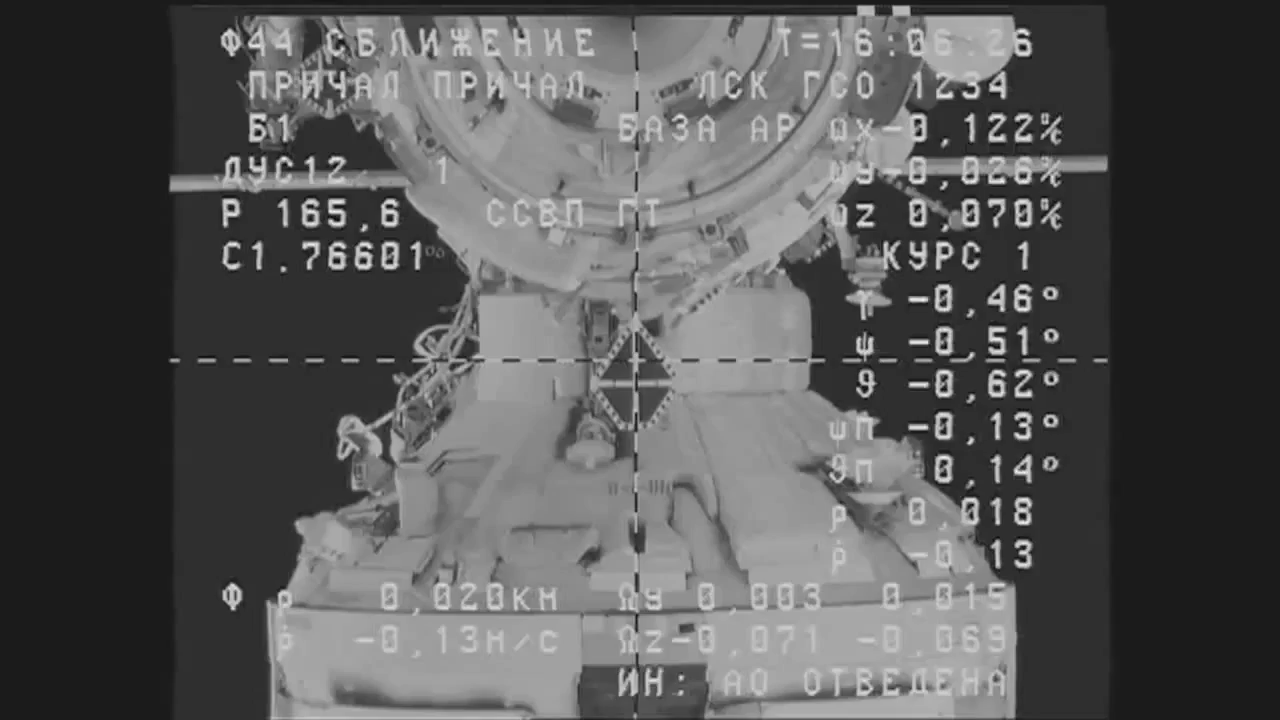 Ф44 СБЛИЖЕНИЕ T=16:06:26
ПРИЧАЛ ПРИЧАЛ ЛСК ГСО 1234
Б1 БАЗА АР ωx-0,122%
ДУС12 1 ωy-0,026%
Р 165,6 ССВП ГТ ωz 0,070%
С1.76601 КУРС 1
γ -0,46°
ψ -0,51°
ϑ -0,62°
ψП -0,13°
ϑП 0,14°
ρ 0,018
ρ̇ -0,13
Ф ρ 0,020КМ Ωy 0,003 0,015
ρ̇ -0,13М/С Ωz-0,071 -0,069
ИН: АО ОТВЕДЕНА